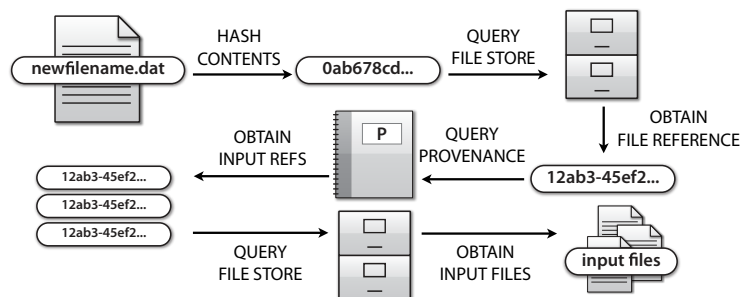 newfilename.dat
HASH
CONTENTS
0ab678cd...
QUERY
FILE STORE
OBTAIN
FILE REFERENCE
12ab3-45ef2...
QUERY
PROVENANCE
P
OBTAIN
INPUT REFS
12ab3-45ef2...
12ab3-45ef2...
12ab3-45ef2...
QUERY
FILE STORE
OBTAIN
INPUT FILES
input files